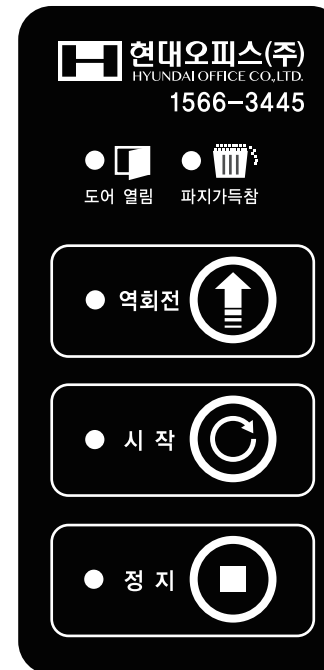 현대오피스(주)
HYUNDAI OFFICE CO.,LTD.
1566-3445
도어 열림 파지가득참
역회전
시 작
정 지